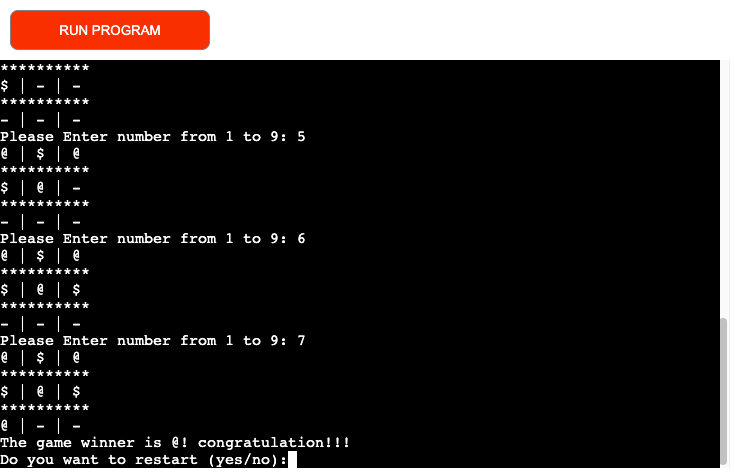 RUN PROGRAM
**********
$ | - | -
**********
- | - | -
Please Enter number from 1 to 9: 5
@ | $ | @
**********
$ | @ | -
**********
- | - | -
Please Enter number from 1 to 9: 6
@ | $ | @
**********
$ | @ | $
**********
- | - | -
Please Enter number from 1 to 9: 7
@ | $ | @
**********
$ | @ | $
**********
@ | - | -
The game winner is @! congratulation!!!
Do you want to restart (yes/no):